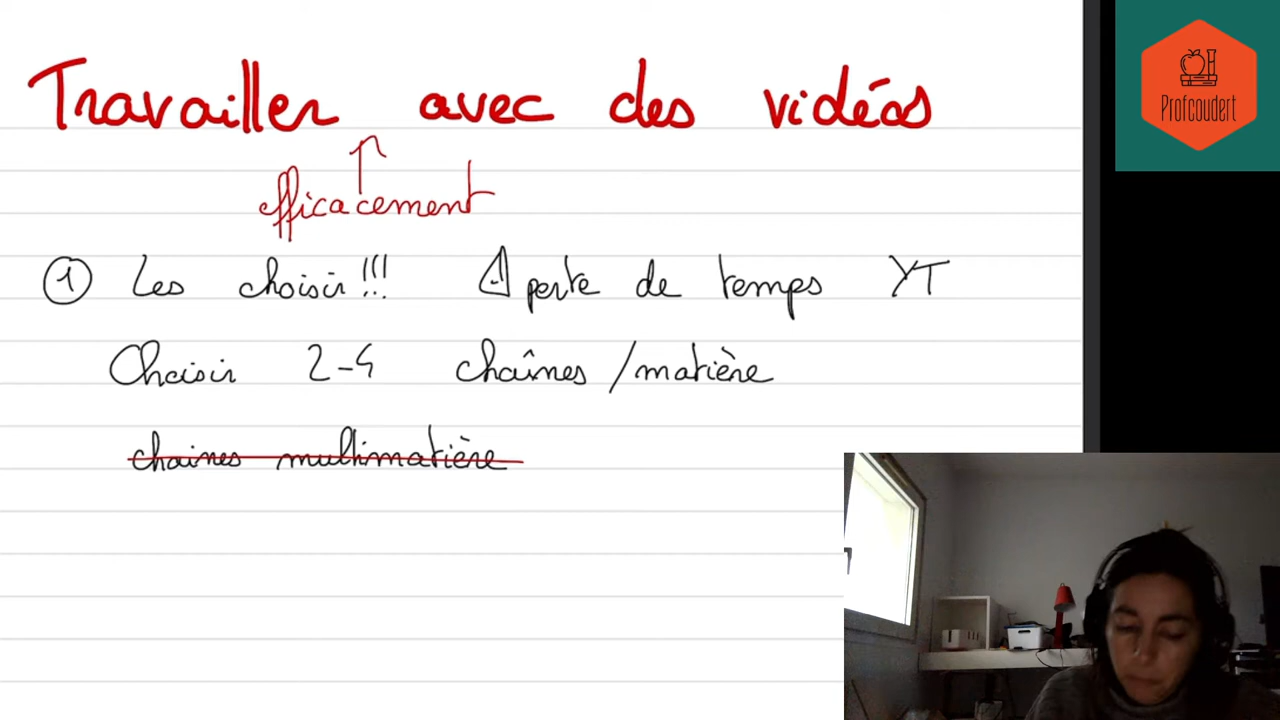 Travailler avec des vidéos
efficacement
1 Les choisir!!! ⚠ perte de temps YT
Choisir 2-4 chaînes /matière
chaines multimatière
Profcoudert